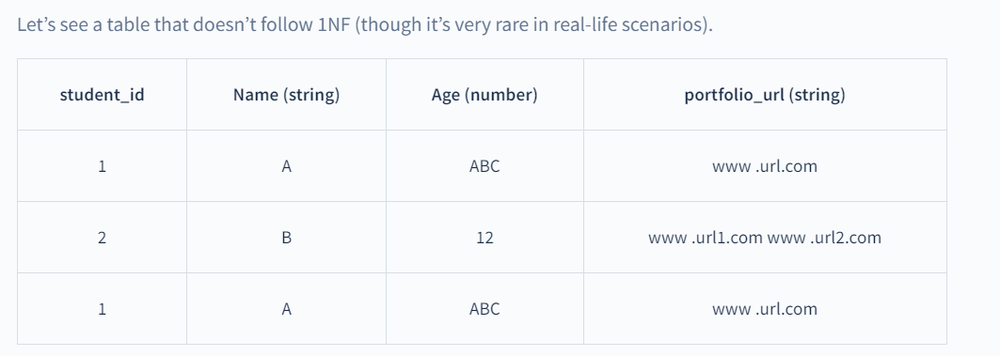 Let’s see a table that doesn’t follow 1NF (though it’s very rare in real-life scenarios).
student_id Name (string) Age (number) portfolio_url (string)
1 A ABC www .url.com
2 B 12 www .url1.com www .url2.com
1 A ABC www .url.com